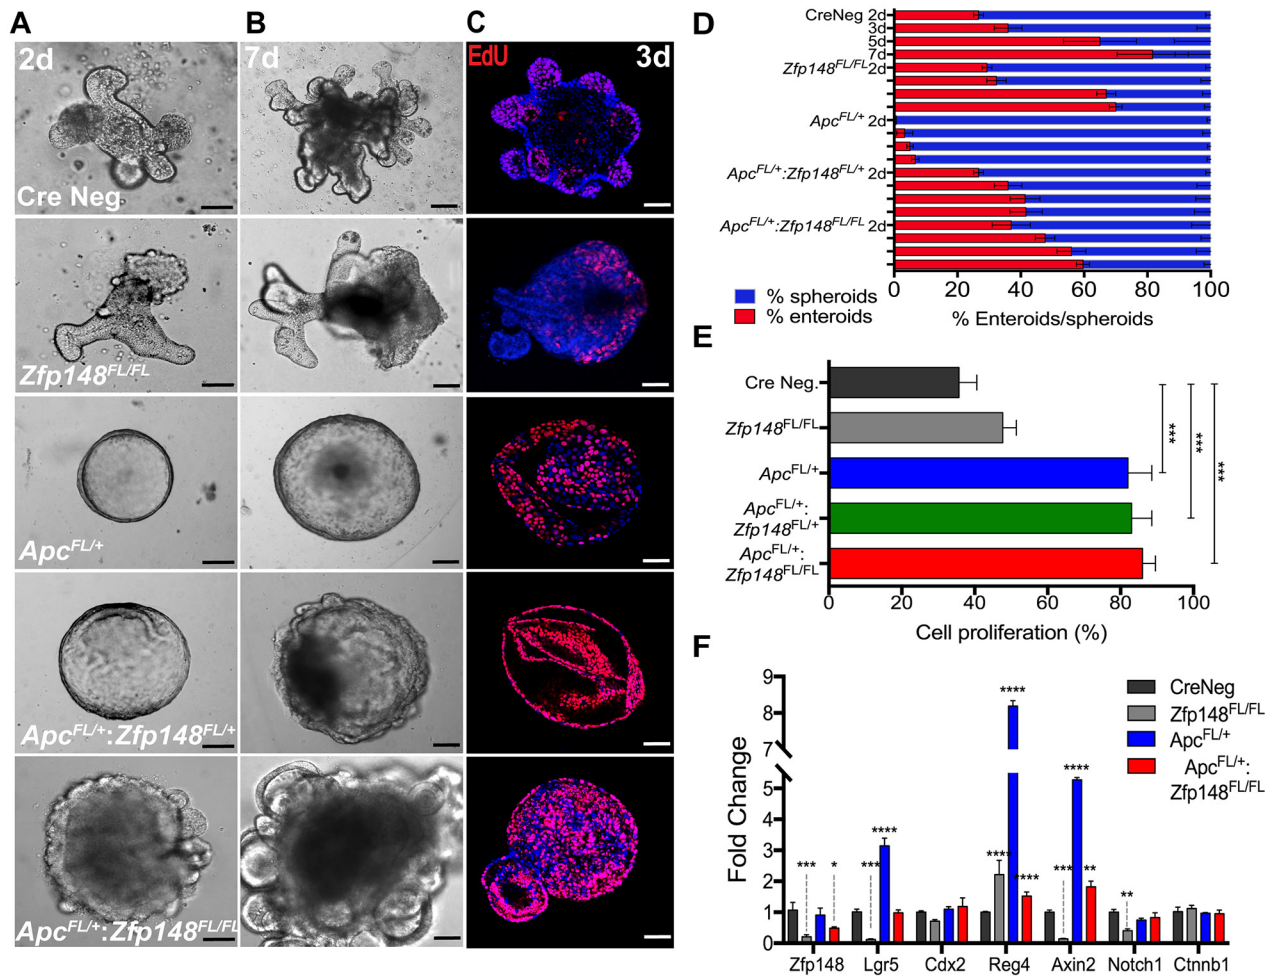 A
B
C
2d
7d
EdU
3d
Cre Neg
Zfp148FL/FL
ApcFL/+
ApcFL/+:Zfp148FL/+
ApcFL/+:Zfp148FL/FL
D
CreNeg 2d
3d
5d
7d
Zfp148FL/FL 2d
ApcFL/+ 2d
ApcFL/+:Zfp148FL/+ 2d
ApcFL/+:Zfp148FL/FL 2d
0 20 40 60 80 100
% Enteroids/spheroids
% spheroids
% enteroids
E
Cre Neg.
Zfp148FL/FL
ApcFL/+
ApcFL/+:
Zfp148FL/+
ApcFL/+:
Zfp148FL/FL
***
***
***
0 20 40 60 80 100
Cell proliferation (%)
F
Fold Change
9
8
7
5
4
3
2
1
0
*** *
*** ****
**** **** ****
*** **** **
**
Zfp148 Lgr5 Cdx2 Reg4 Axin2 Notch1 Ctnnb1
CreNeg
Zfp148FL/FL
ApcFL/+
ApcFL/+:
Zfp148FL/FL